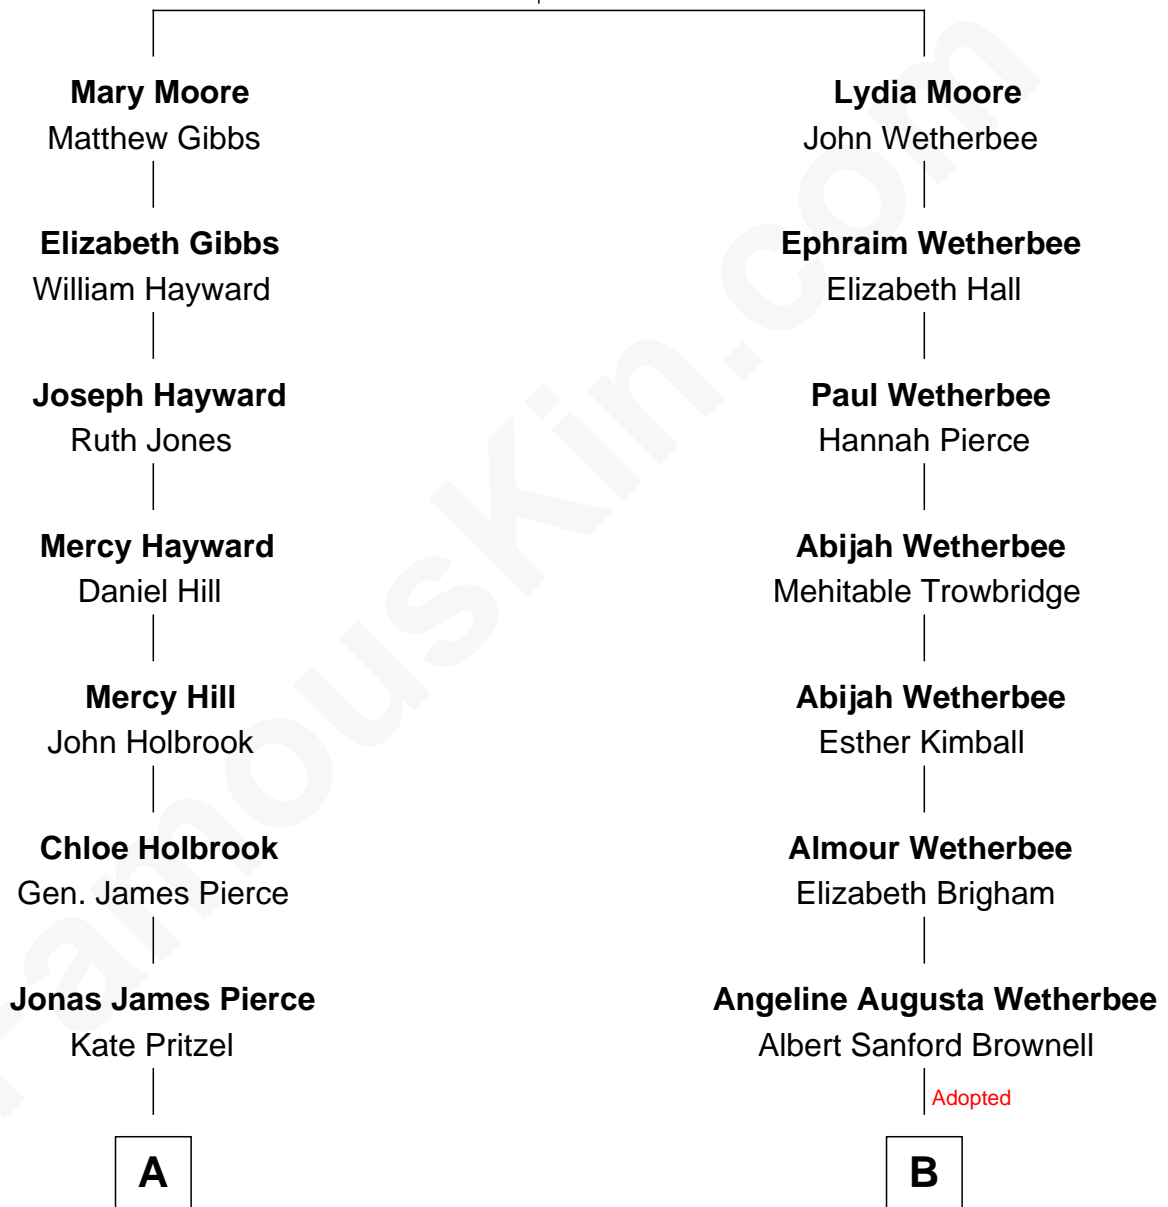 Mary Moore
Matthew Gibbs
Elizabeth Gibbs
William Hayward
Joseph Hayward
Ruth Jones
Mercy Hayward
Daniel Hill
Mercy Hill
John Holbrook
Chloe Holbrook
Gen. James Pierce
Jonas James Pierce
Kate Pritzel
A
Lydia Moore
John Wetherbee
Ephraim Wetherbee
Elizabeth Hall
Paul Wetherbee
Hannah Pierce
Abijah Wetherbee
Mehitable Trowbridge
Abijah Wetherbee
Esther Kimball
Almour Wetherbee
Elizabeth Brigham
Angeline Augusta Wetherbee
Albert Sanford Brownell
Adopted
B
FamousKin.com